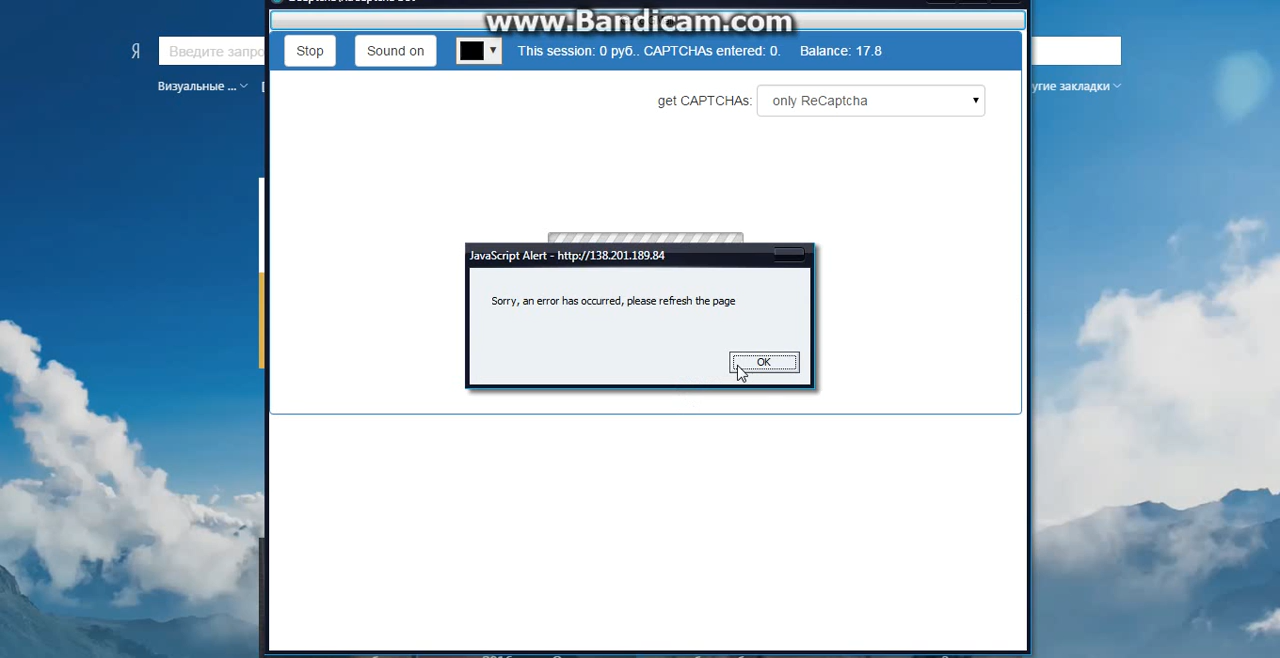 www.Bandicam.com
Я
Введите запро
Stop
Sound on
This session: 0 руб.. CAPTCHAs entered: 0.
Balance: 17.8
Визуальные ...
угие закладки
get CAPTCHAs:
only ReCaptcha
JavaScript Alert - http://138.201.189.84
Sorry, an error has occurred, please refresh the page
OK